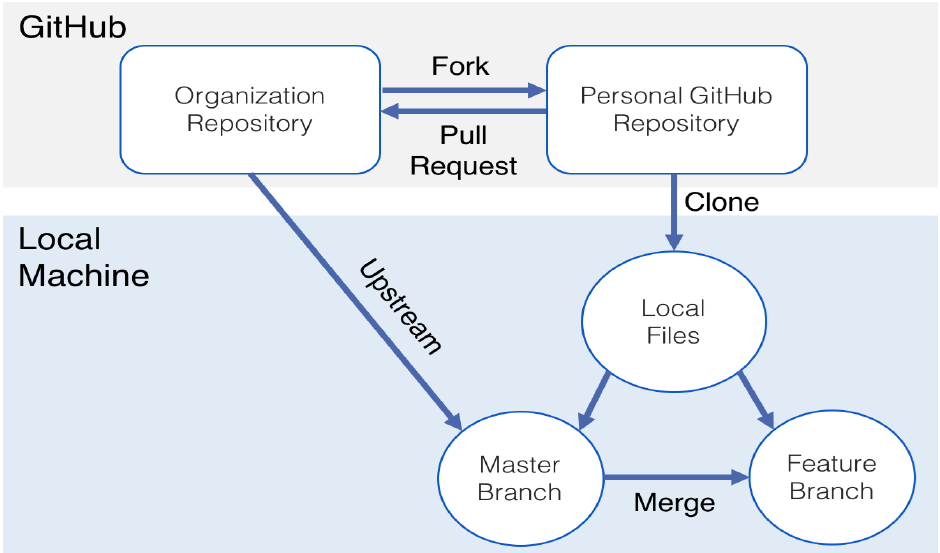 GitHub
Organization
Repository
Fork
Pull
Request
Personal GitHub
Repository
Clone
Local
Machine
Upstream
Local
Files
Master
Branch
Merge
Feature
Branch